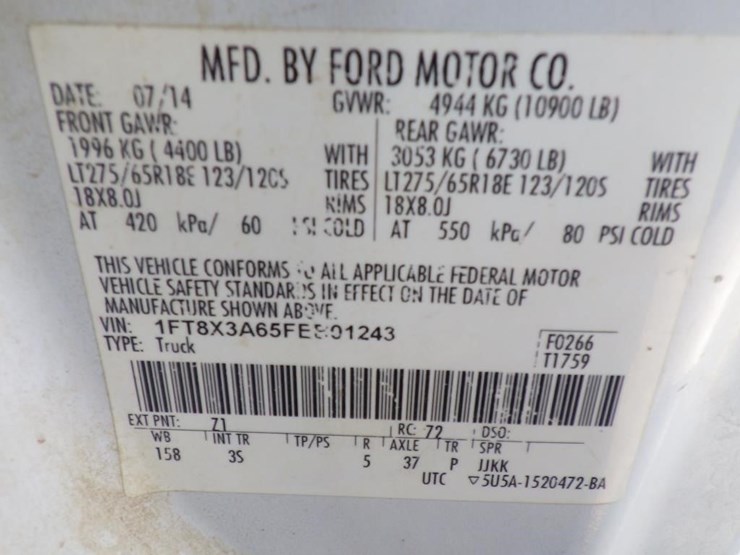 MFD. BY FORD MOTOR CO.
DATE: 07/14 GVWR: 4944 KG (10900 LB)
FRONT GAWR: REAR GAWR:
1996 KG ( 4400 LB) WITH 3053 KG ( 6730 LB) WITH
LT275/65R18E 123/120S TIRES LT275/65R18E 123/120S TIRES
18X8.0J RIMS 18X8.0J RIMS
AT 420 kPa/ 60 PSI COLD AT 550 kPa/ 80 PSI COLD
THIS VEHICLE CONFORMS TO ALL APPLICABLE FEDERAL MOTOR
VEHICLE SAFETY STANDARDS IN EFFECT ON THE DATE OF
MANUFACTURE SHOWN ABOVE.
VIN:
TYPE: Truck
F0266
T1759
EXT PNT: Z1 RC: 72 DSO:
WB INT TR TP/PS R AXLE TR SPR
158 3S 5 37 P JJKK
UTC ▽5U5A-1520472-BA